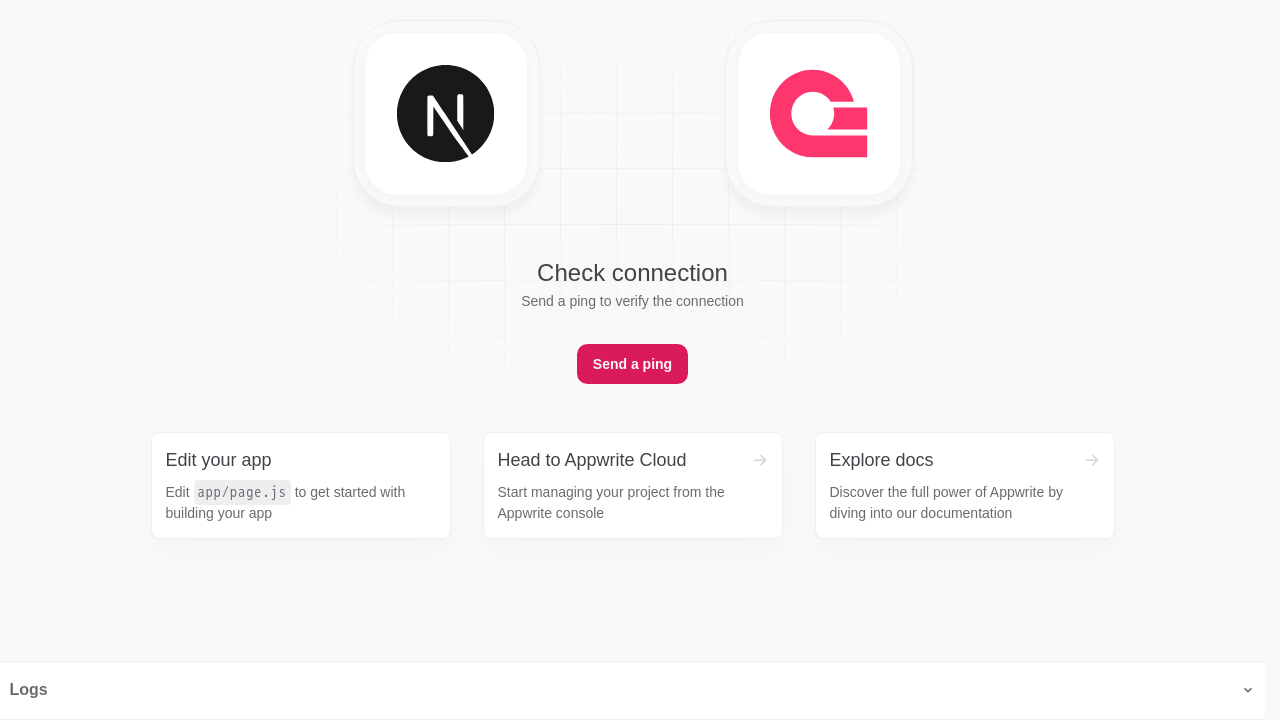 Check connection
Send a ping to verify the connection
Send a ping
Edit your app
Edit app/page.js to get started with
building your app
Head to Appwrite Cloud
Start managing your project from the
Appwrite console
Explore docs
Discover the full power of Appwrite by
diving into our documentation
Logs